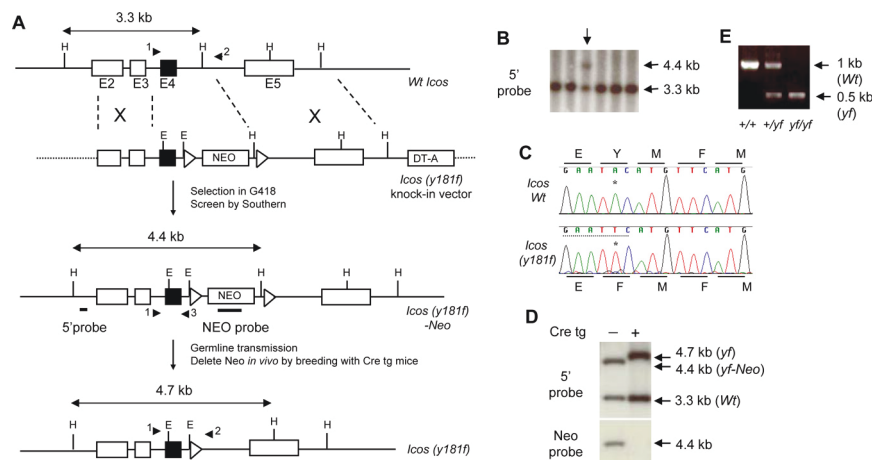 A
3.3 kb
H
1
H
2
H
H
E2
E3
E4
E5
Wt Icos
X
X
E
E
H
H
NEO
DT-A
Icos (y181f)
knock-in vector
Selection in G418
Screen by Southern
4.4 kb
H
E
E
H
H
H
NEO
Icos (y181f)
-Neo
5'probe
1
3
NEO probe
Germline transmission
Delete Neo in vivo by breeding with Cre tg mice
4.7 kb
H
1
E
E
2
H
H
Icos (y181f)
B
5'
probe
4.4 kb
3.3 kb
E
1 kb
(Wt)
0.5 kb
(yf)
+/+
+/yf
yf/yf
C
E Y M F M
G A A T A C A T G T T C A T G
*
Icos
Wt
G A A T T C A T G T T C A T G
*
Icos
(y181f)
E F M F M
D
Cre tg
– +
5'
probe
4.7 kb (yf)
4.4 kb (yf-Neo)
3.3 kb (Wt)
Neo
probe
4.4 kb